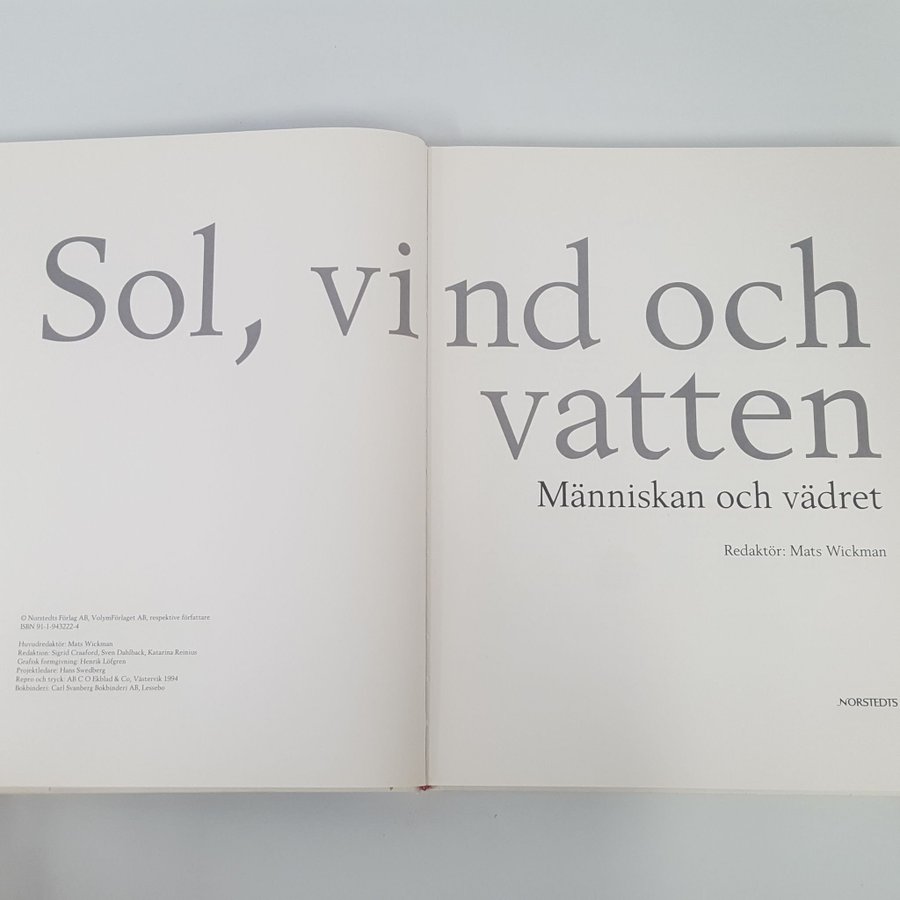 Sol, vind och
vatten
Människan och vädret
Redaktör: Mats Wickman
© Norstedts Förlag AB, VolymFörlaget AB, respektive författare
ISBN 91-1-943222-4
Huvudredaktör: Mats Wickman
Redaktion: Sigrid Craaford, Sven Dahlback, Katarina Reinius
Grafisk formgivning: Henrik Löfgren
Projektledare: Hans Swedberg
Repro och tryck: AB C O Ekblad & Co, Västervik 1994
Bokbinderi: Carl Svanberg Bokbinderi AB, Lessebo
NORSTEDTS